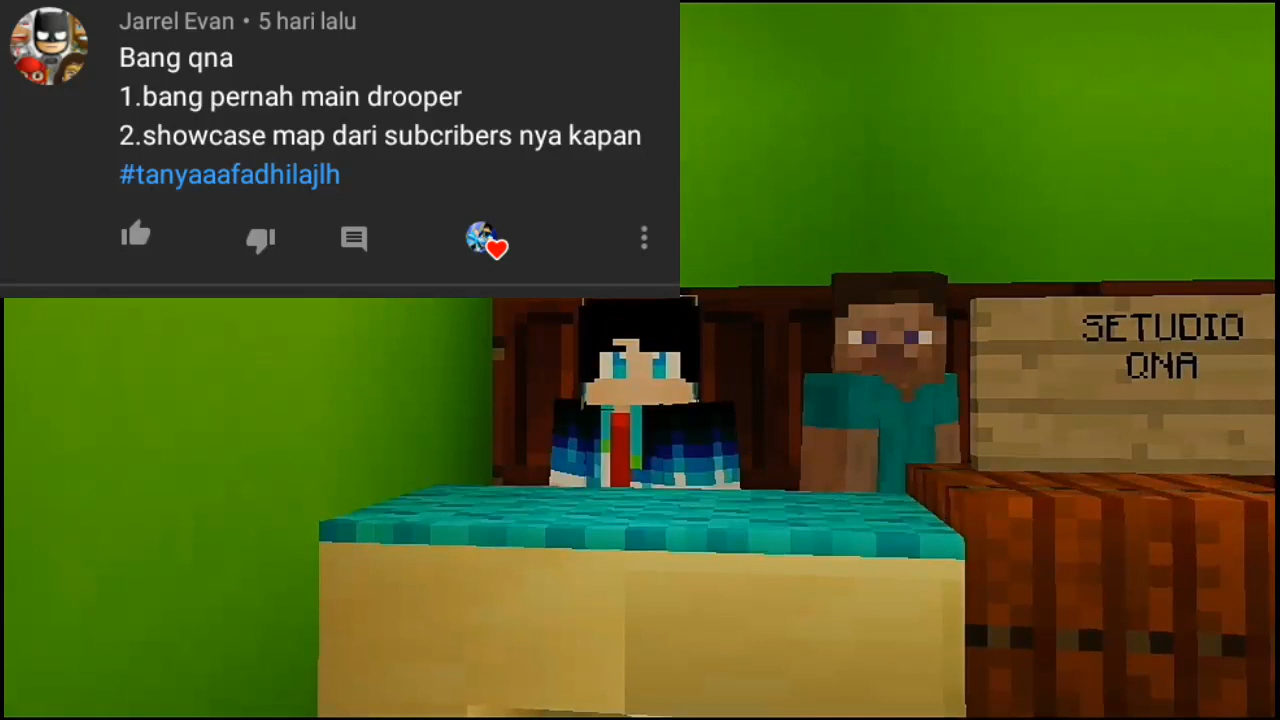 Jarrel Evan • 5 hari lalu
Bang qna
1.bang pernah main drooper
2.showcase map dari subcribers nya kapan
#tanyaaafadhilajlh
SETUDIO
QNA